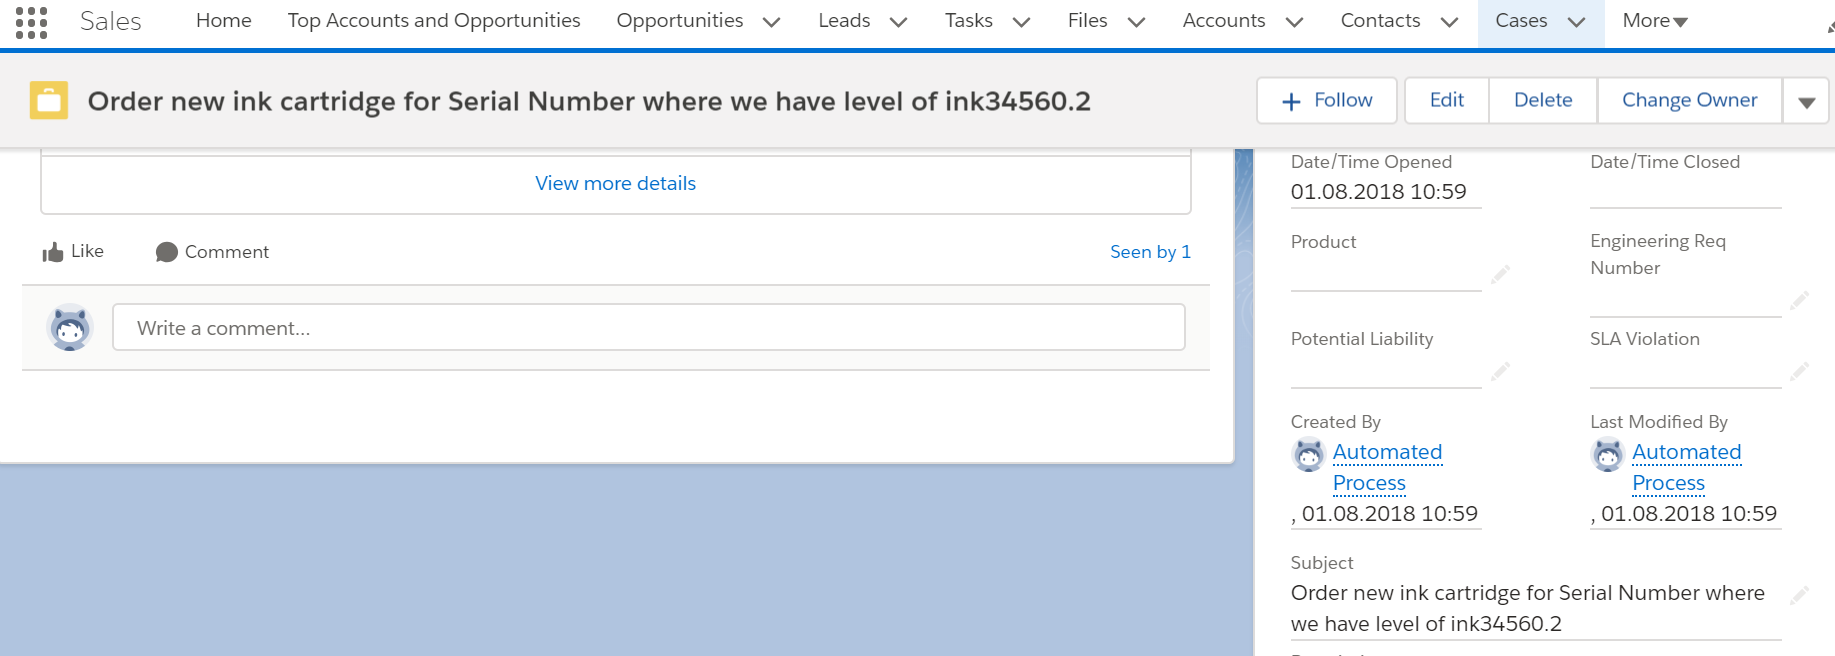 Sales
Home
Top Accounts and Opportunities
Opportunities
Leads
Tasks
Files
Accounts
Contacts
Cases
More
Order new ink cartridge for Serial Number where we have level of ink34560.2
Follow
Edit
Delete
Change Owner
View more details
Like
Comment
Seen by 1
Write a comment...
Date/Time Opened
01.08.2018 10:59
Date/Time Closed
Product
Engineering Req
Number
Potential Liability
SLA Violation
Created By
Automated
Process
, 01.08.2018 10:59
Last Modified By
Automated
Process
, 01.08.2018 10:59
Subject
Order new ink cartridge for Serial Number where
we have level of ink34560.2